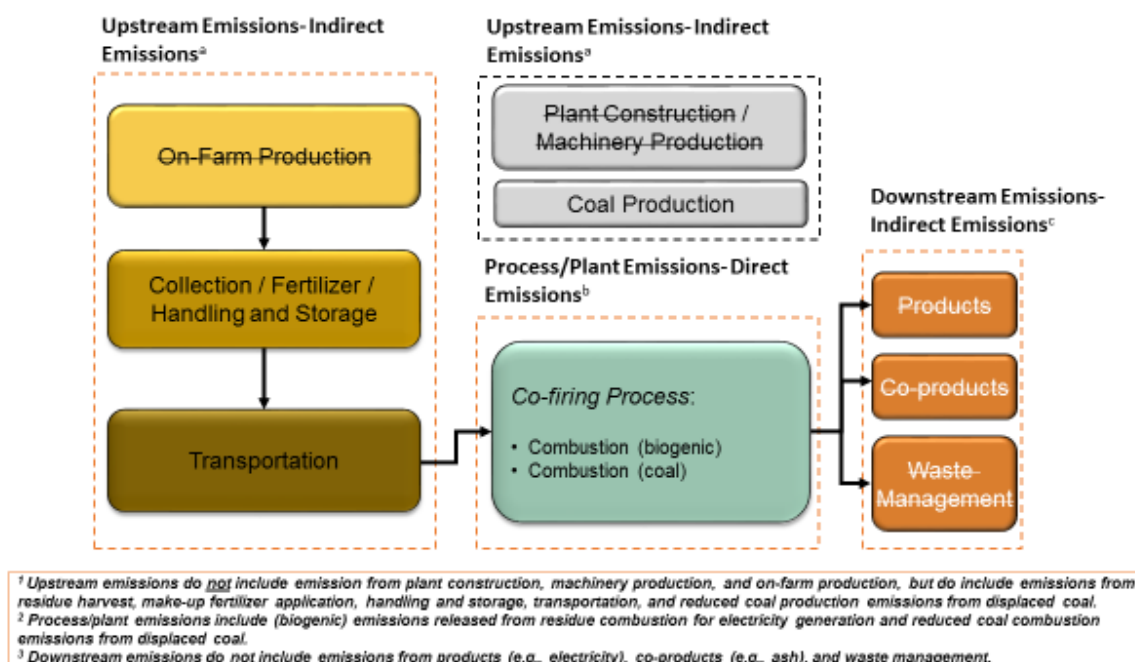 Upstream Emissions- Indirect
Emissionsᵃ
On-Farm Production
Collection / Fertilizer /
Handling and Storage
Transportation
Upstream Emissions- Indirect
Emissionsᵃ
Plant Construction /
Machinery Production
Coal Production
Process/Plant Emissions- Direct
Emissionsᵇ
Co-firing Process:
• Combustion (biogenic)
• Combustion (coal)
Downstream Emissions-
Indirect Emissionsᶜ
Products
Co-products
Waste
Management
¹ Upstream emissions do not include emission from plant construction, machinery production, and on-farm production, but do include emissions from
residue harvest, make-up fertilizer application, handling and storage, transportation, and reduced coal production emissions from displaced coal.
² Process/plant emissions include (biogenic) emissions released from residue combustion for electricity generation and reduced coal combustion
emissions from displaced coal.
³ Downstream emissions do not include emissions from products (e.g., electricity), co-products (e.g., ash), and waste management.